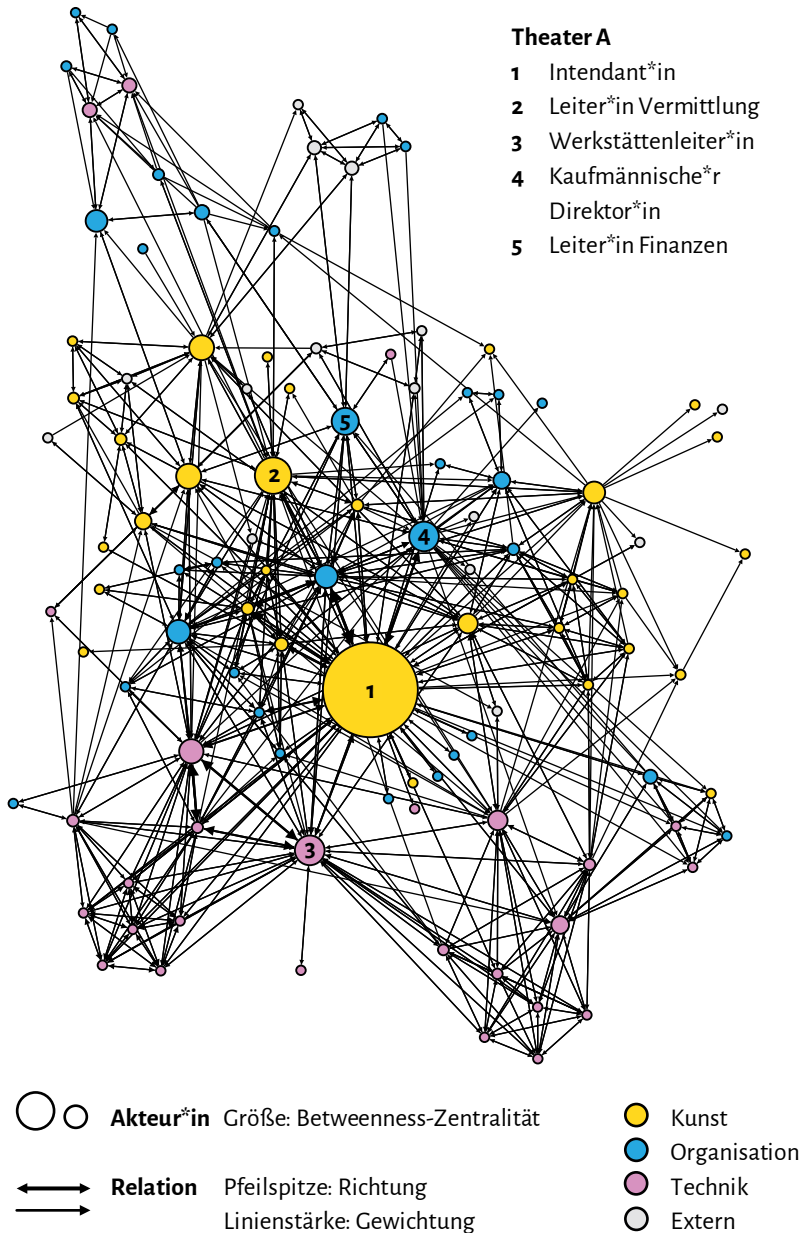 Theater A
1 Intendant*in
2 Leiter*in Vermittlung
3 Werkstättenleiter*in
4 Kaufmännische*r
Direktor*in
5 Leiter*in Finanzen
5
2
4
1
3
Akteur*in Größe: Betweenness-Zentralität
Relation Pfeilspitze: Richtung
Linienstärke: Gewichtung
Kunst
Organisation
Technik
Extern